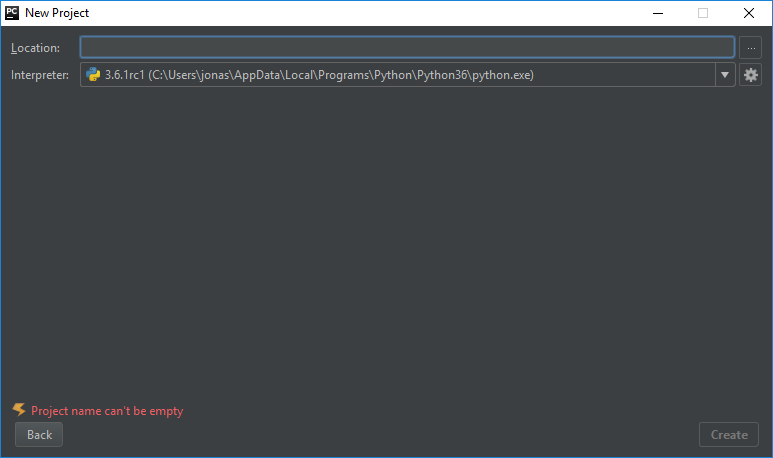 PC New Project
Location: ...
Interpreter: 3.6.1rc1 (C:\Users\jonas\AppData\Local\Programs\Python\Python36\python.exe)
Project name can't be empty
Back Create